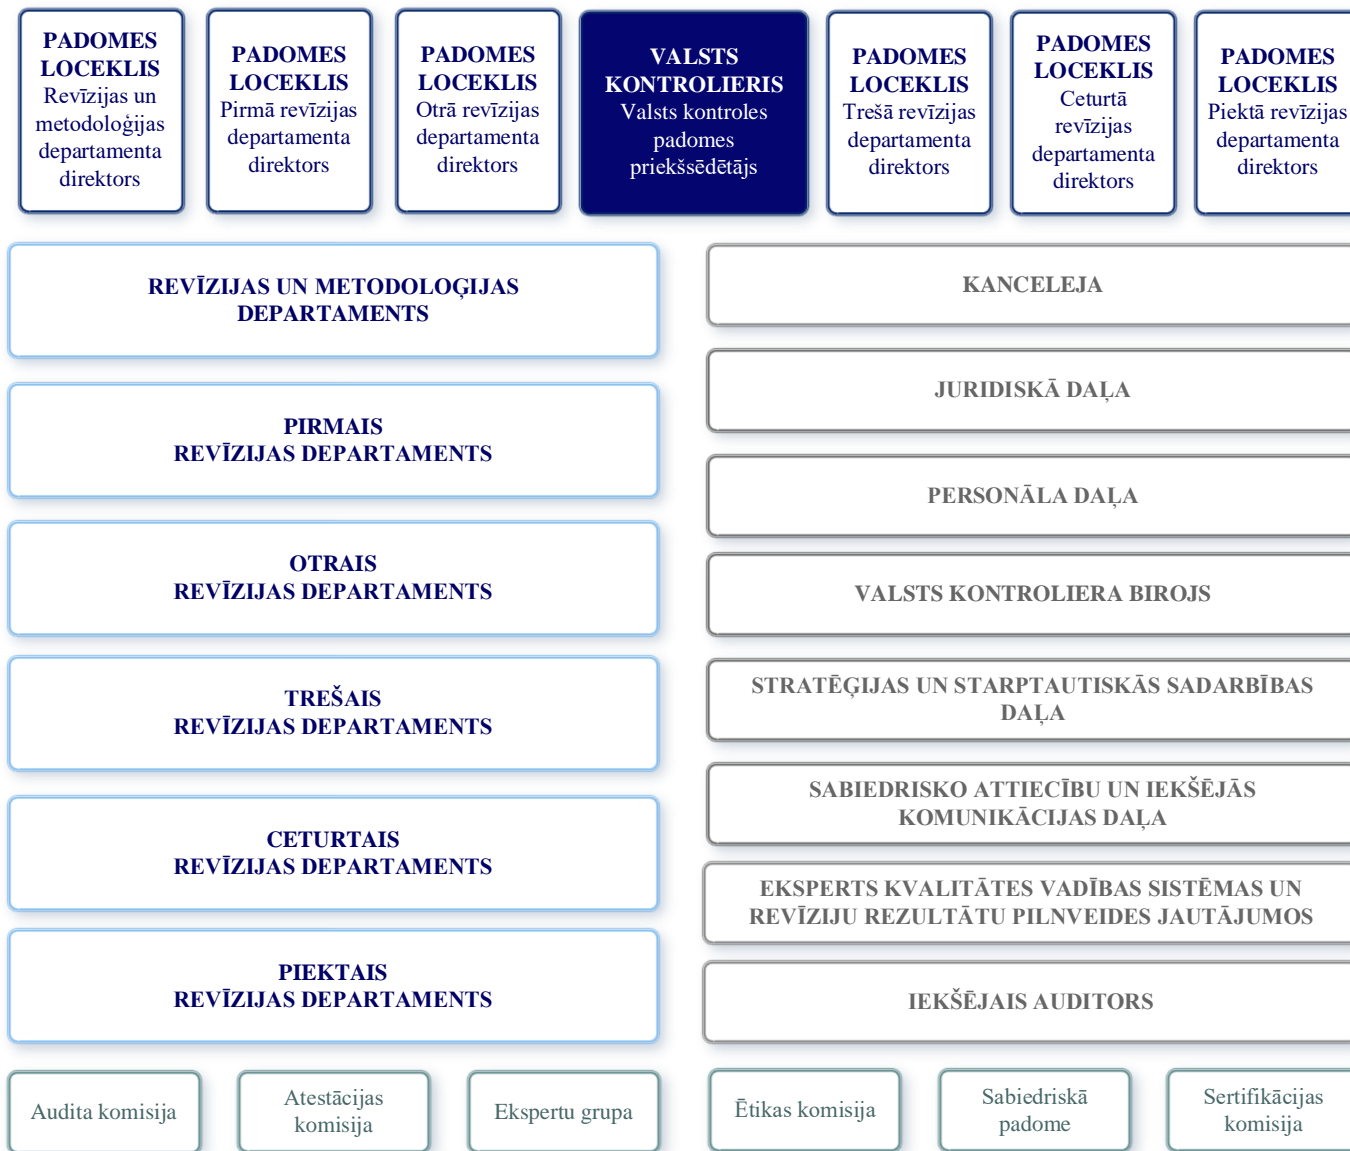 PADOMES
LOCEKLIS
Revīzijas un
metodoloģijas
departamenta
direktors
PADOMES
LOCEKLIS
Pirmā revīzijas
departamenta
direktors
PADOMES
LOCEKLIS
Otrā revīzijas
departamenta
direktors
VALSTS
KONTROLIERIS
Valsts kontroles
padomes
priekšsēdētājs
PADOMES
LOCEKLIS
Trešā revīzijas
departamenta
direktors
PADOMES
LOCEKLIS
Ceturtā
revīzijas
departamenta
direktors
PADOMES
LOCEKLIS
Piektā revīzijas
departamenta
direktors
REVĪZIJAS UN METODOLOĢIJAS
DEPARTAMENTS
PIRMAIS
REVĪZIJAS DEPARTAMENTS
OTRAIS
REVĪZIJAS DEPARTAMENTS
TREŠAIS
REVĪZIJAS DEPARTAMENTS
CETURTAIS
REVĪZIJAS DEPARTAMENTS
PIEKTAIS
REVĪZIJAS DEPARTAMENTS
KANCELEJA
JURIDISKĀ DAĻA
PERSONĀLA DAĻA
VALSTS KONTROLIERA BIROJS
STRATĒĢIJAS UN STARPTAUTISKĀS SADARBĪBAS
DAĻA
SABIEDRISKO ATTIECĪBU UN IEKŠĒJĀS
KOMUNIKĀCIJAS DAĻA
EKSPERTS KVALITĀTES VADĪBAS SISTĒMAS UN
REVĪZIJU REZULTĀTU PILNVEIDES JAUTĀJUMOS
IEKŠĒJAIS AUDITORS
Audita komisija
Atestācijas
komisija
Ekspertu grupa
Ētikas komisija
Sabiedriskā
padome
Sertifikācijas
komisija